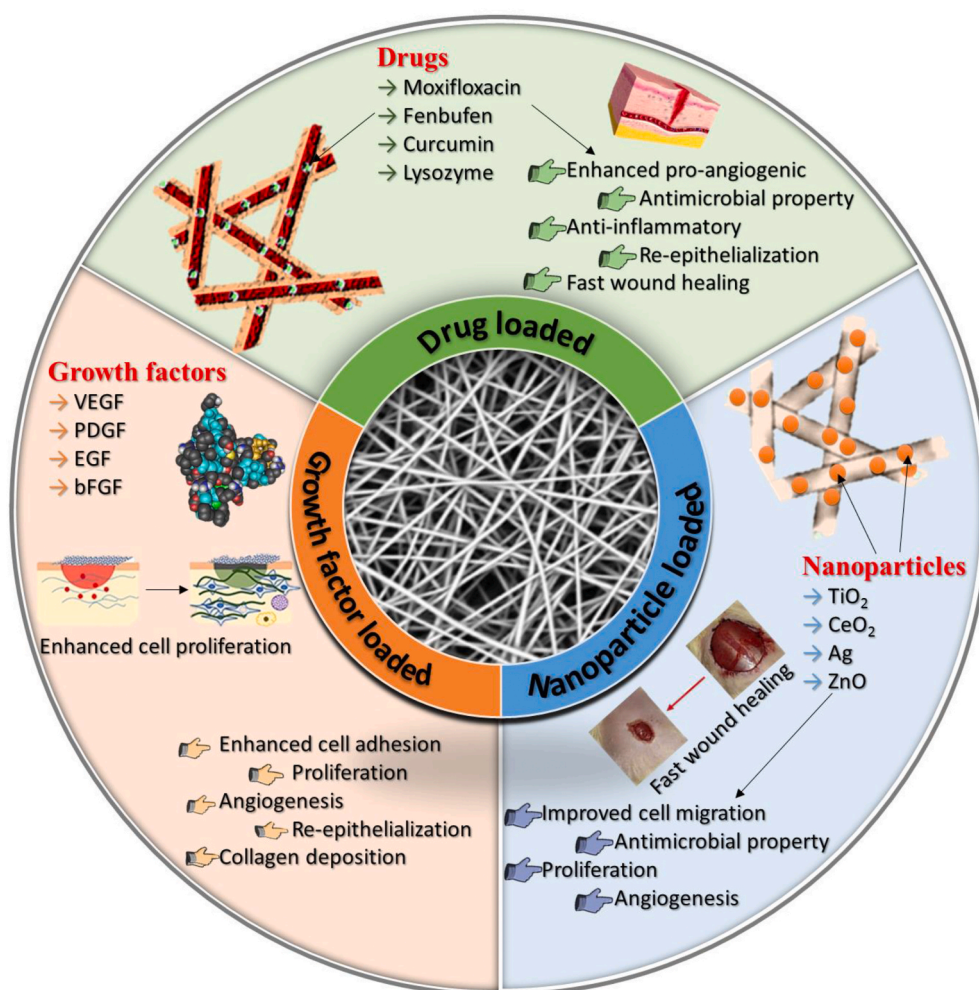 Drugs
→ Moxifloxacin
→ Fenbufen
→ Curcumin
→ Lysozyme
Enhanced pro-angiogenic
Antimicrobial property
Anti-inflammatory
Re-epithelialization
Fast wound healing
Drug loaded
Growth factors
→ VEGF
→ PDGF
→ EGF
→ bFGF
Enhanced cell proliferation
Growth factor loaded
Enhanced cell adhesion
Proliferation
Angiogenesis
Re-epithelialization
Collagen deposition
Nanoparticle loaded
Nanoparticles
→ TiO₂
→ CeO₂
→ Ag
→ ZnO
Fast wound healing
Improved cell migration
Antimicrobial property
Proliferation
Angiogenesis